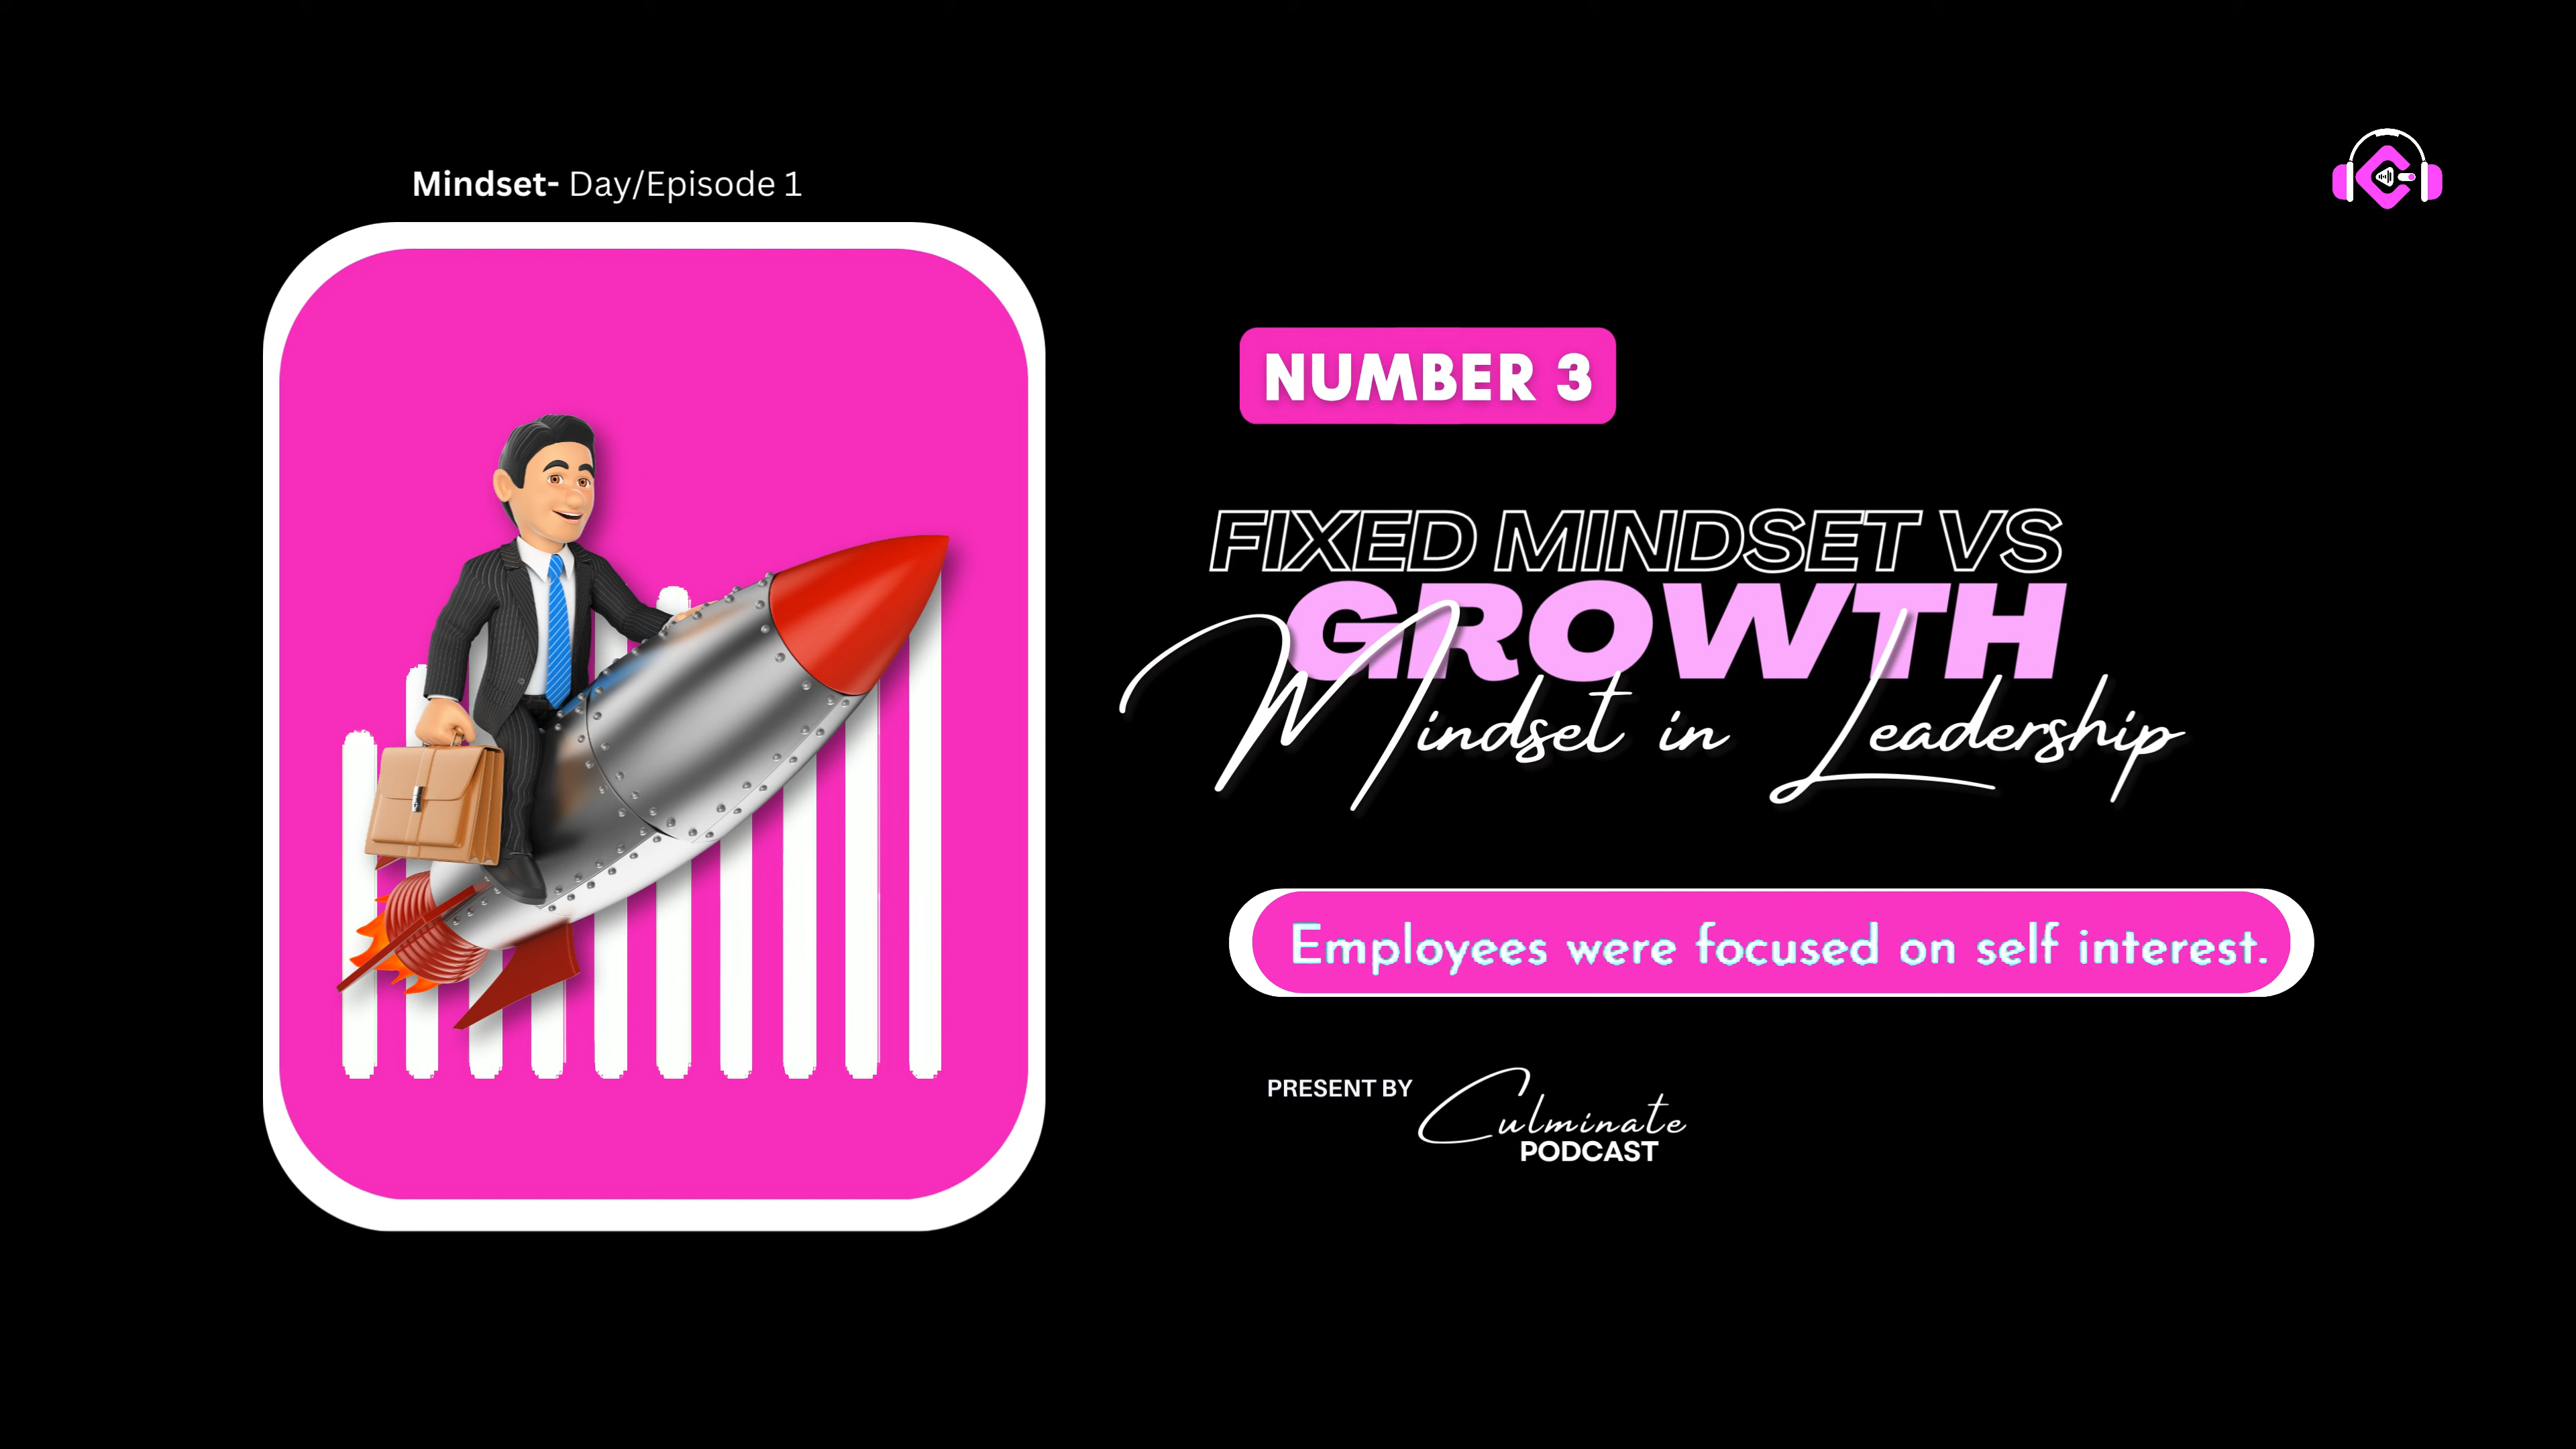 Mindset- Day/Episode 1
NUMBER 3
FIXED MINDSET VS
GROWTH
Mindset in Leadership
Employees were focused on self interest.
PRESENT BY
Culminate
PODCAST